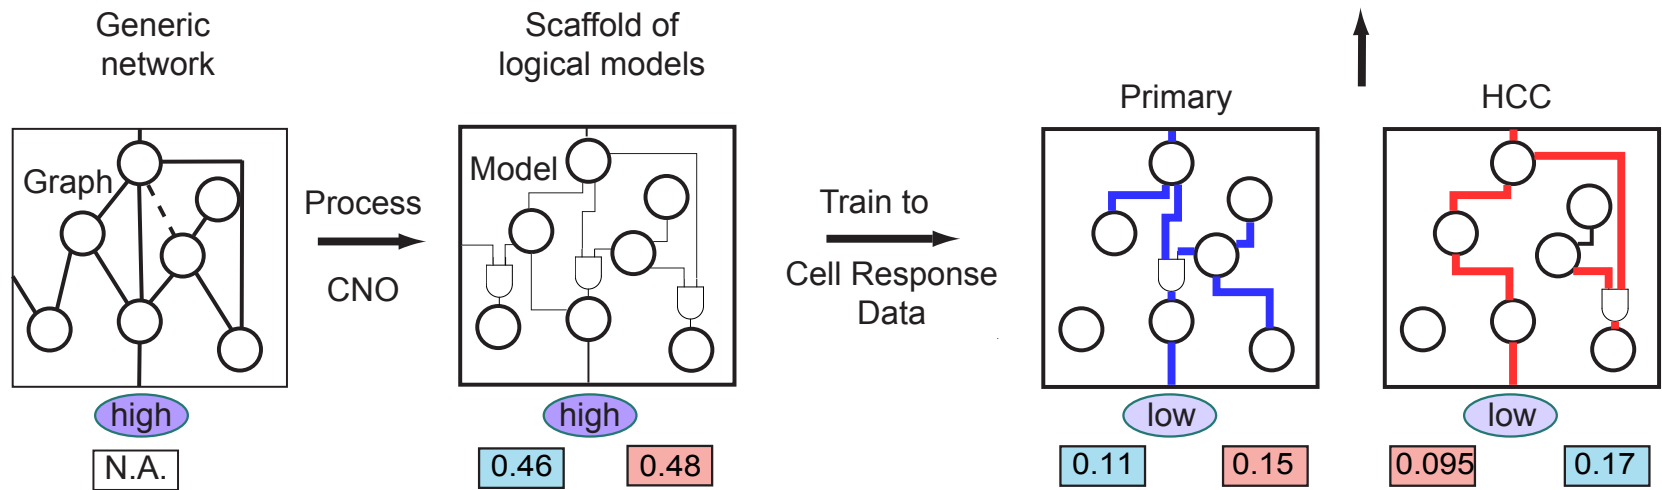 Generic
network
Scaffold of
logical models
Primary
HCC
Graph
Model
Process
CNO
Train to
Cell Response
Data
high
high
low
low
N.A.
0.46
0.48
0.11
0.15
0.095
0.17